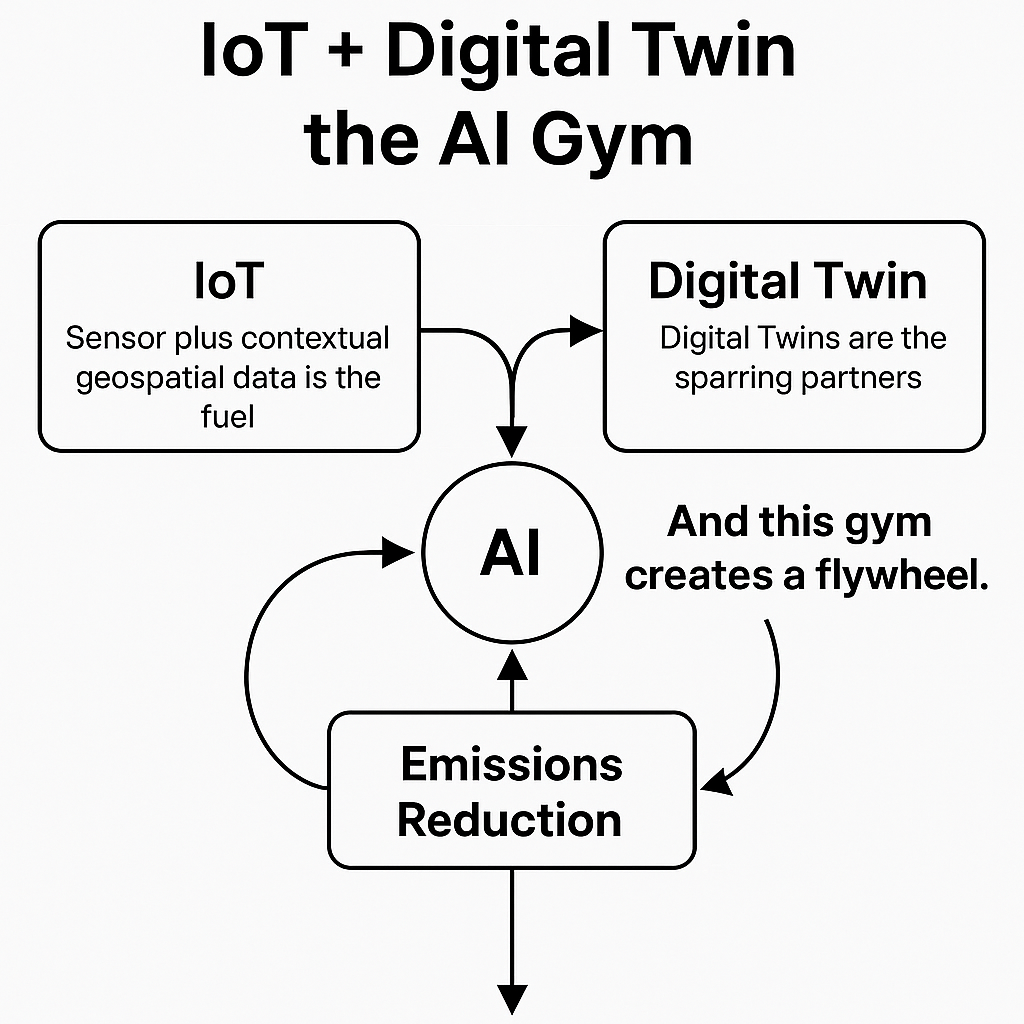 IoT + Digital Twin
the AI Gym
IoT
Sensor plus contextual
geospatial data is the
fuel
Digital Twin
Digital Twins are the
sparring partners
AI
And this gym
creates a flywheel.
Emissions
Reduction